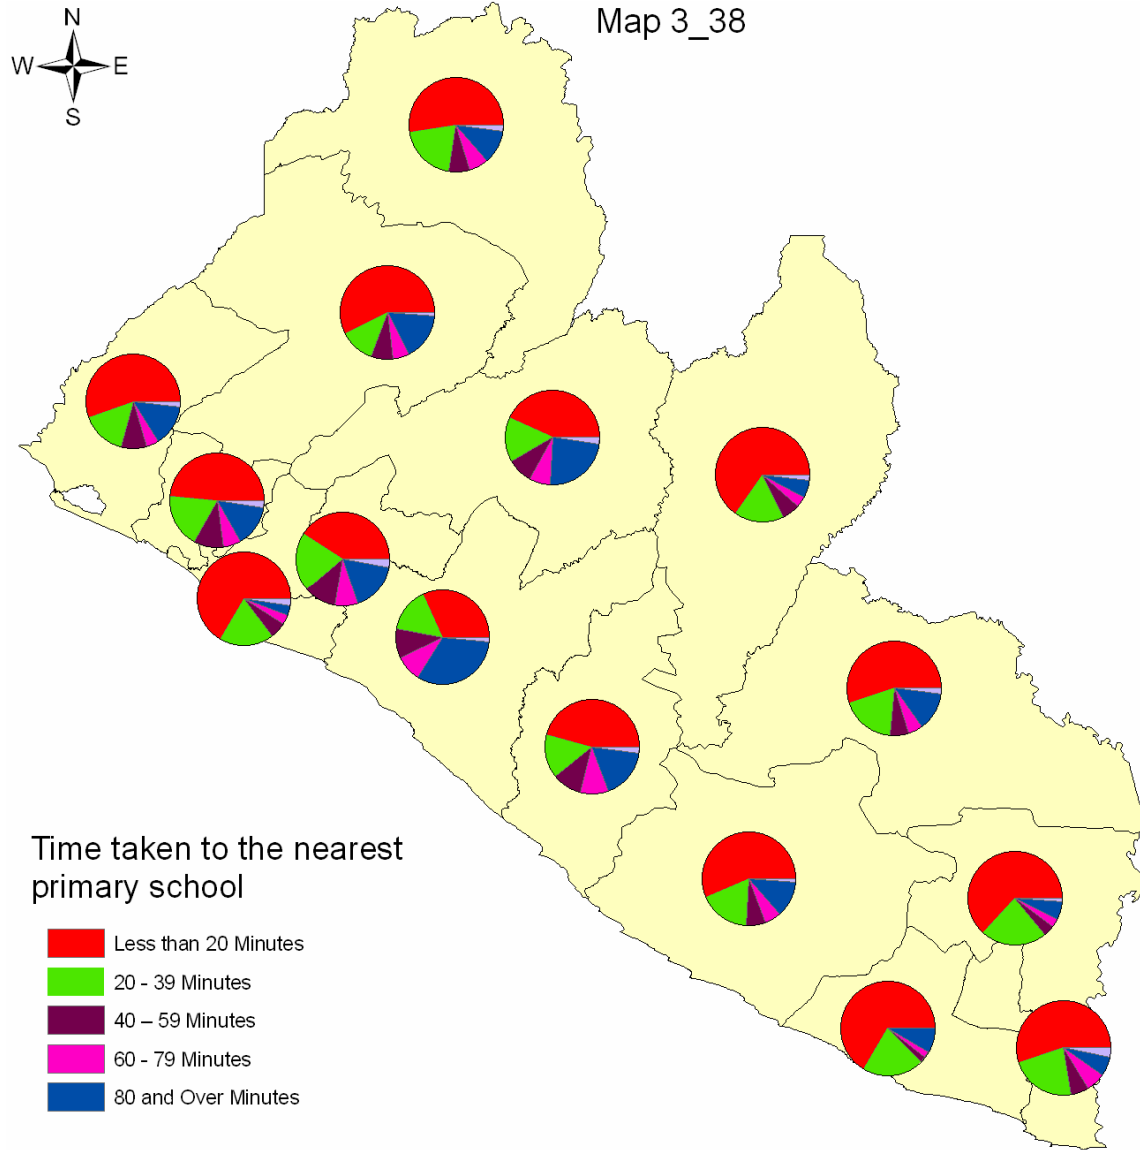 Map 3_38
N
W E
S
Time taken to the nearest
primary school
Less than 20 Minutes
20 - 39 Minutes
40 – 59 Minutes
60 - 79 Minutes
80 and Over Minutes